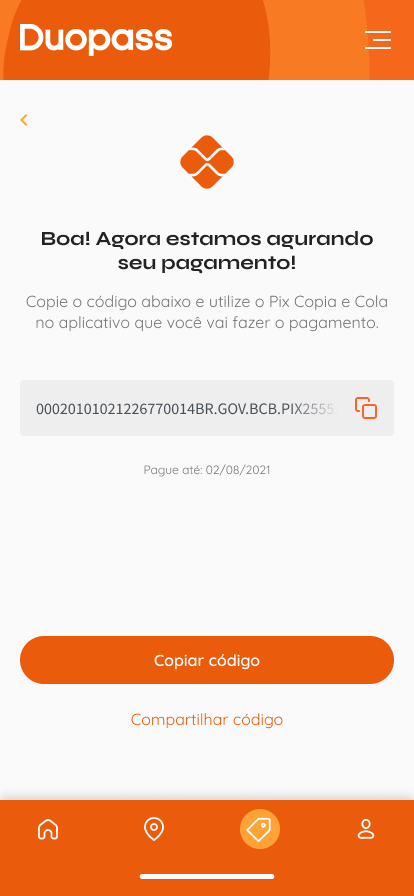 Duopass
Boa! Agora estamos agurando
seu pagamento!
Copie o código abaixo e utilize o Pix Copia e Cola
no aplicativo que você vai fazer o pagamento.
00020101021226770014BR.GOV.BCB.PIX2555
Pague até: 02/08/2021
Copiar código
Compartilhar código